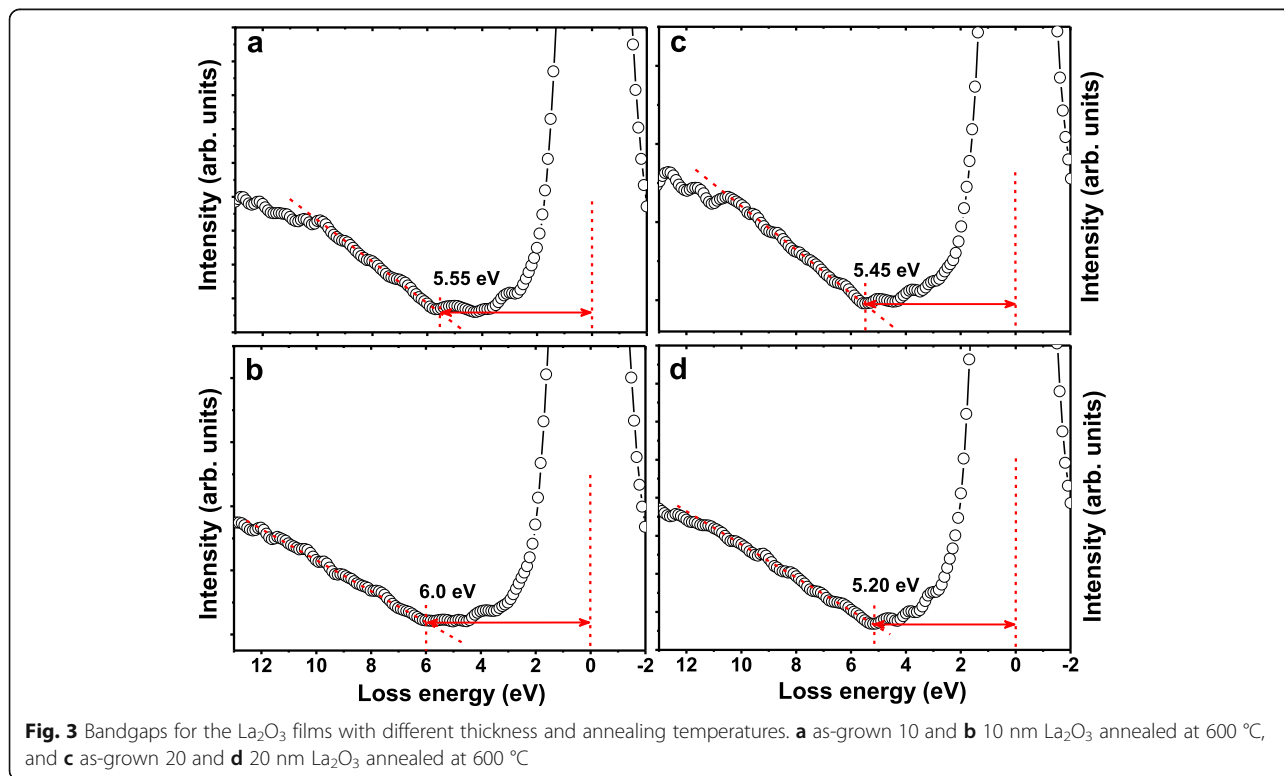 a
Intensity (arb. units)
5.55 eV
c
Intensity (arb. units)
5.45 eV
b
Intensity (arb. units)
6.0 eV
12 10 8 6 4 2 0 -2
Loss energy (eV)
d
Intensity (arb. units)
5.20 eV
12 10 8 6 4 2 0 -2
Loss energy (eV)
Fig. 3 Bandgaps for the La₂O₃ films with different thickness and annealing temperatures. a as-grown 10 and b 10 nm La₂O₃ annealed at 600 °C,
and c as-grown 20 and d 20 nm La₂O₃ annealed at 600 °C